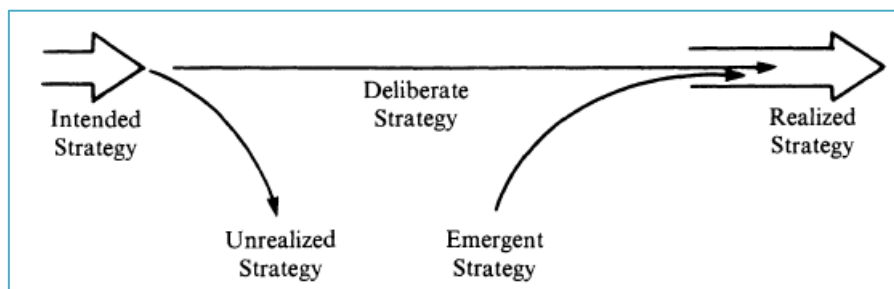 Deliberate
Strategy
Intended
Strategy
Realized
Strategy
Unrealized
Strategy
Emergent
Strategy